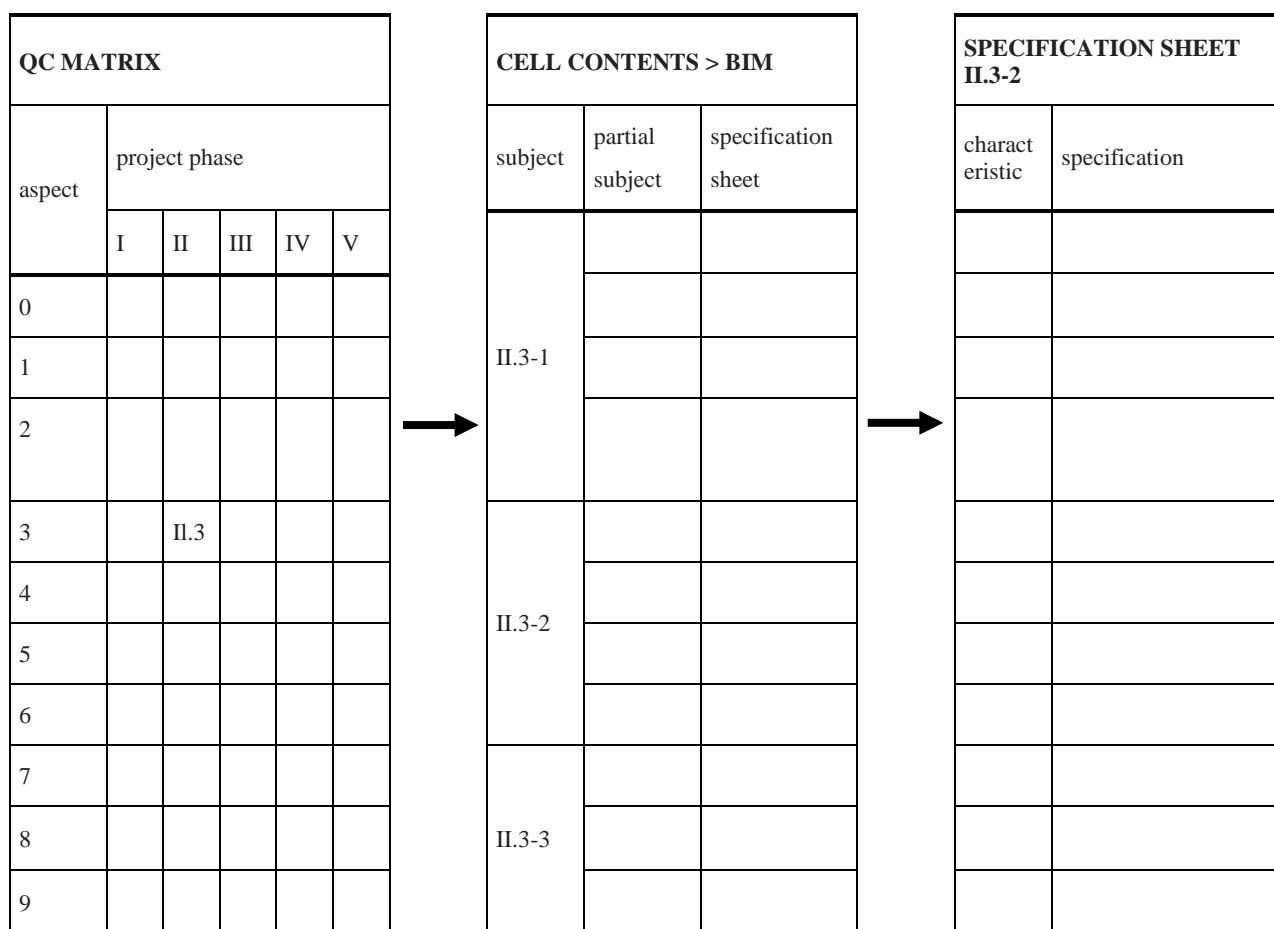 QC MATRIX
aspect
project phase
I II III IV V
0
1
2
3 II.3
4
5
6
7
8
9
CELL CONTENTS > BIM
subject
partial
subject
specification
sheet
II.3-1
II.3-2
II.3-3
SPECIFICATION SHEET
II.3-2
charact
eristic
specification